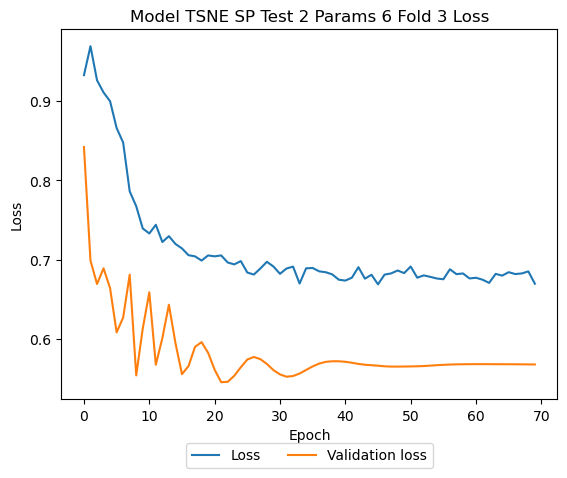 Model TSNE SP Test 2 Params 6 Fold 3 Loss
Loss
0.9
0.8
0.7
0.6
0 10 20 30 40 50 60 70
Epoch
Loss Validation loss